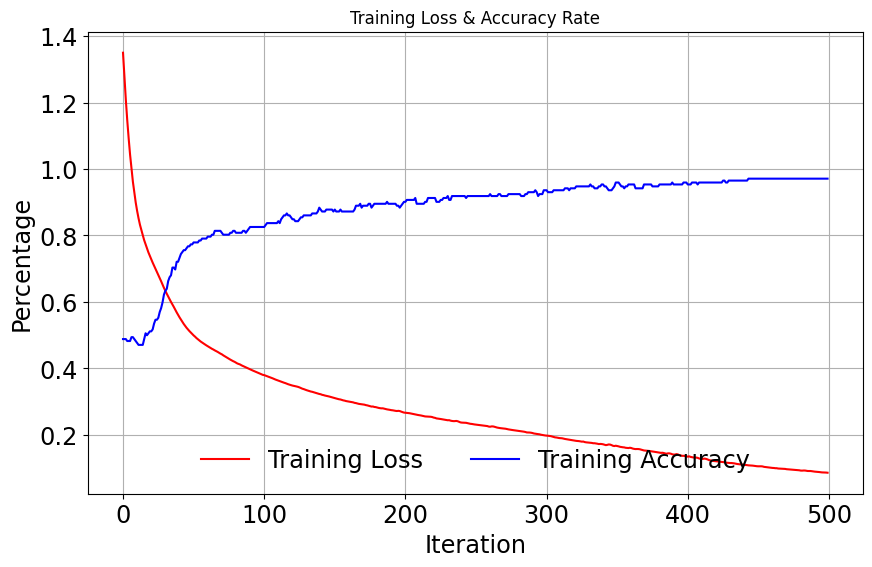 Training Loss & Accuracy Rate
1.4
1.2
1.0
0.8
0.6
0.4
0.2
Percentage
Training Loss
Training Accuracy
0 100 200 300 400 500
Iteration